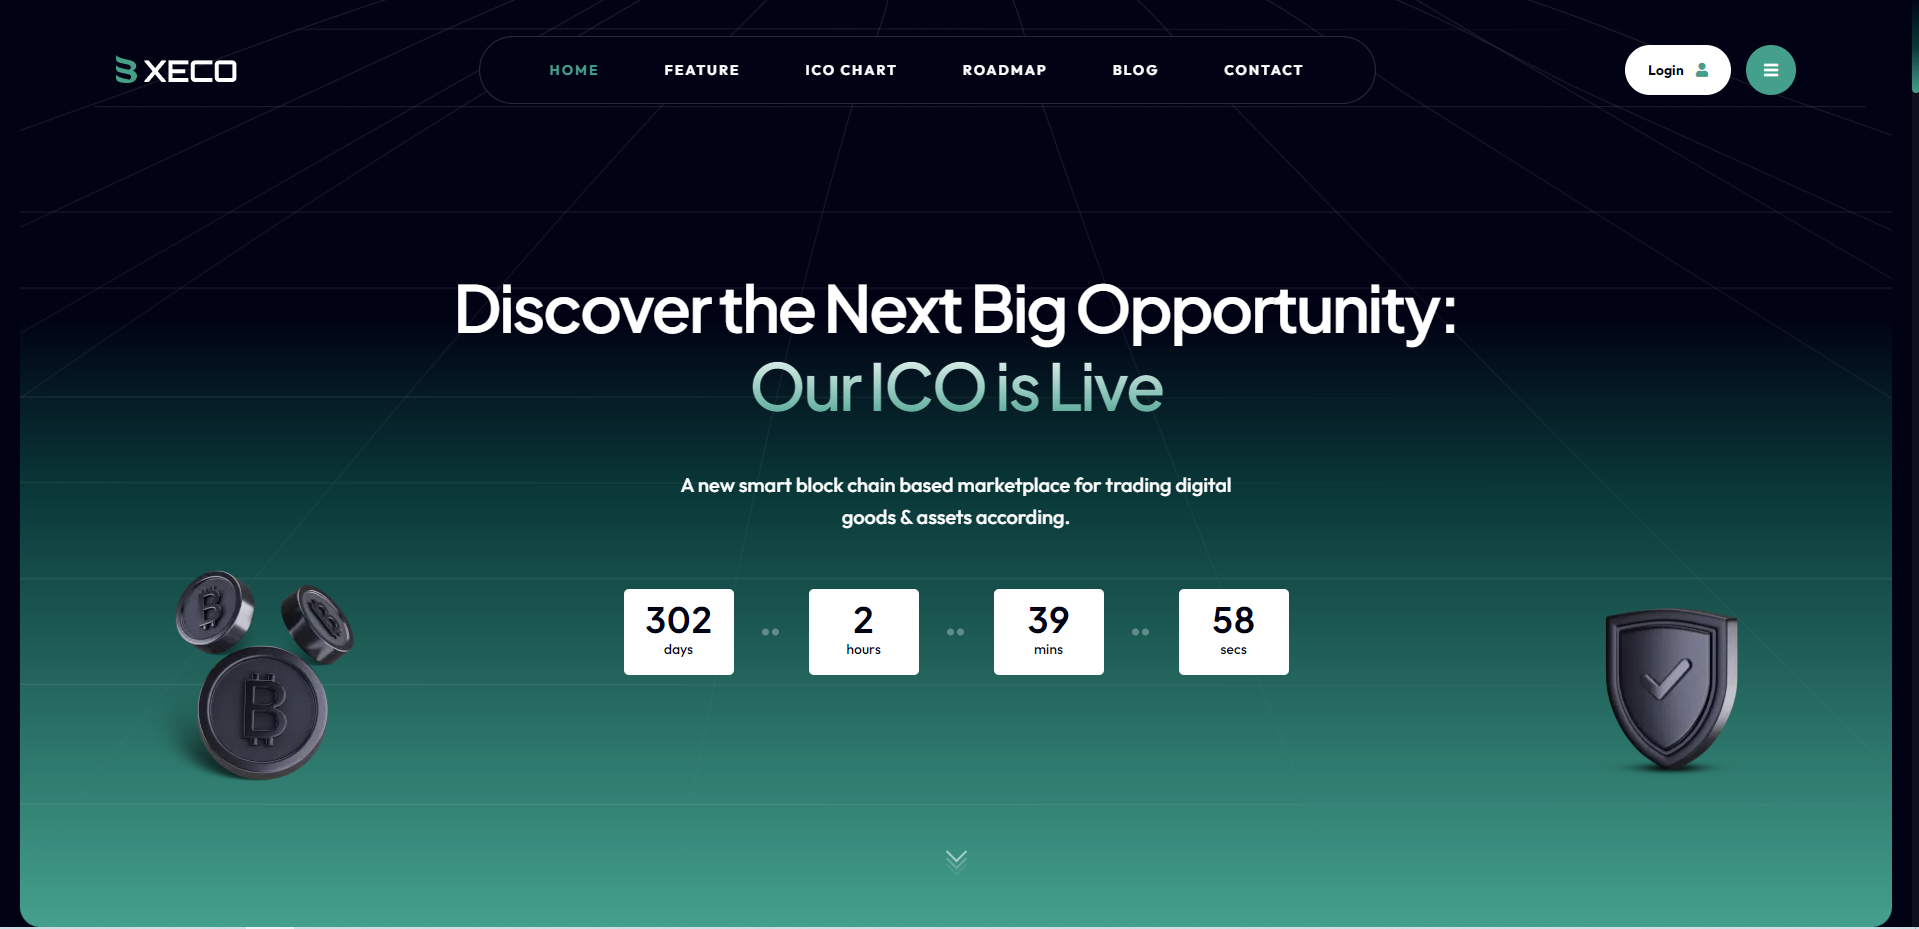 XECO
HOME FEATURE ICO CHART ROADMAP BLOG CONTACT
Login
Discover the Next Big Opportunity:
Our ICO is Live
A new smart block chain based marketplace for trading digital
goods & assets according.
302 2 39 58
days hours mins secs